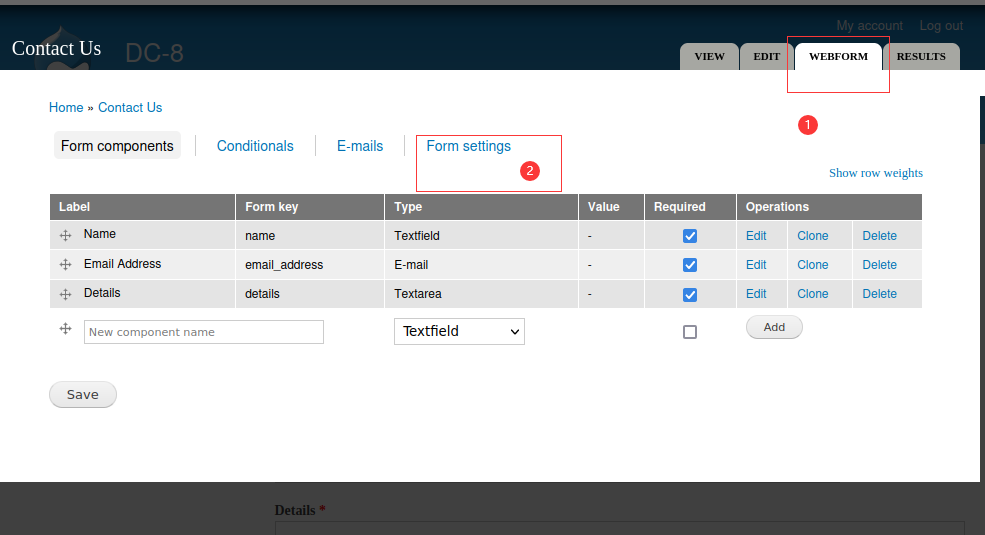 My account Log out
Contact Us DC-8
VIEW EDIT WEBFORM RESULTS
Home » Contact Us
1
Form components Conditionals E-mails Form settings
2
Show row weights
Label Form key Type Value Required Operations
Name name Textfield - Edit Clone Delete
Email Address email_address E-mail - Edit Clone Delete
Details details Textarea - Edit Clone Delete
New component name Textfield Add
Save
Details *